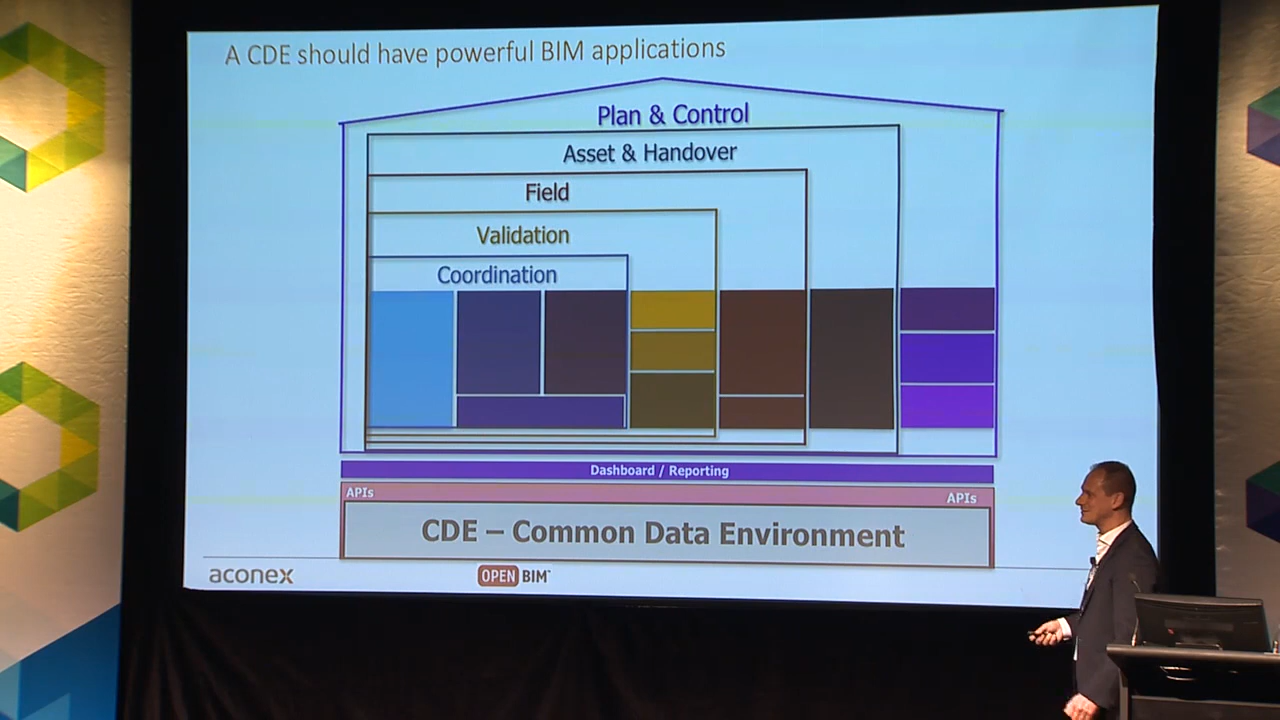 A CDE should have powerful BIM applications
Plan & Control
Asset & Handover
Field
Validation
Coordination
Dashboard / Reporting
APIs
APIs
CDE – Common Data Environment
aconex
OPEN BIM™